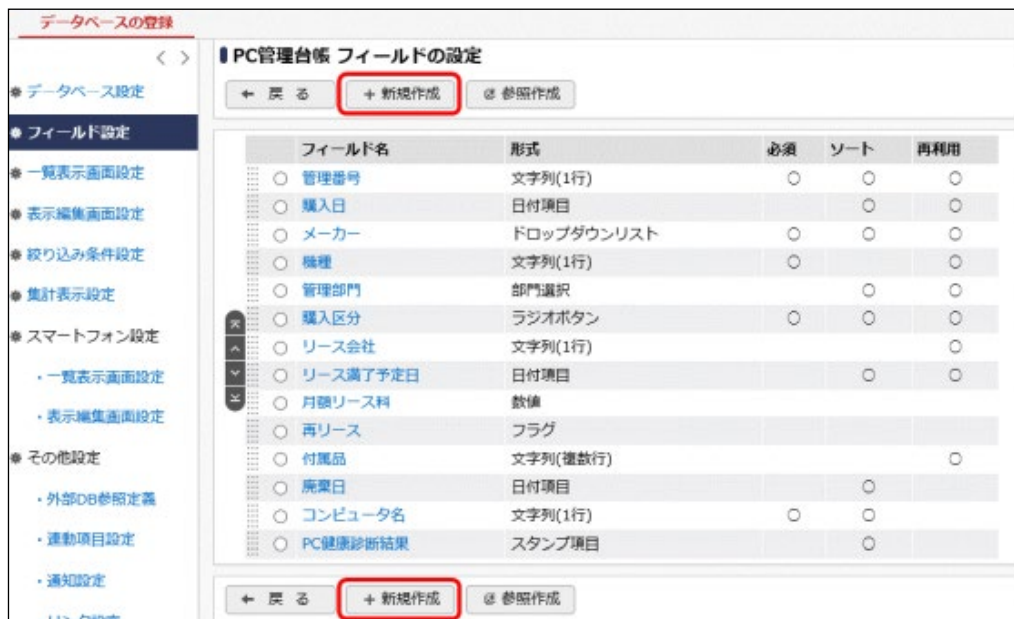 データベースの登録
データベース設定
フィールド設定
一覧表示画面設定
表示編集画面設定
絞り込み条件設定
集計表示設定
スマートフォン設定
・一覧表示画面設定
・表示編集画面設定
その他設定
・外部DB参照定義
・連動項目設定
・通知設定
PC管理台帳 フィールドの設定
← 戻 る + 新規作成 参照作成
フィールド名 形式 必須 ソート 再利用
管理番号 文字列(1行) ○ ○ ○
購入日 日付項目 ○ ○
メーカー ドロップダウンリスト ○ ○ ○
機種 文字列(1行) ○ ○
管理部門 部門選択 ○ ○
購入区分 ラジオボタン ○ ○ ○
リース会社 文字列(1行) ○
リース満了予定日 日付項目 ○ ○
月額リース料 数値
再リース フラグ
付属品 文字列(複数行) ○
廃棄日 日付項目 ○
コンピュータ名 文字列(1行) ○ ○
PC健康診断結果 スタンプ項目 ○
← 戻 る + 新規作成 参照作成